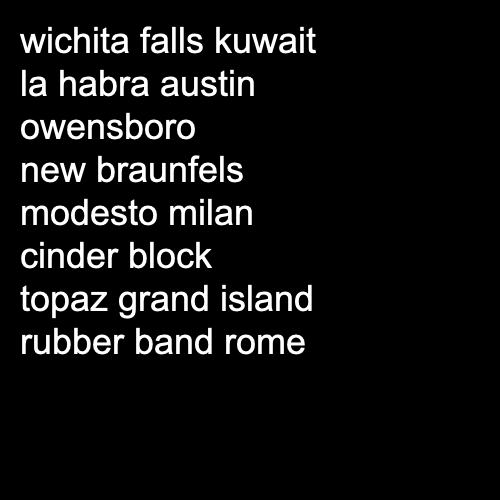 wichita falls kuwait
la habra austin
owensboro
new braunfels
modesto milan
cinder block
topaz grand island
rubber band rome